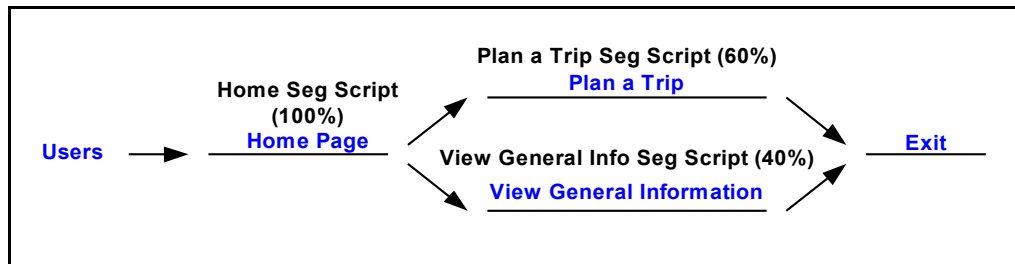 Users
Home Seg Script
(100%)
Home Page
Plan a Trip Seg Script (60%)
Plan a Trip
View General Info Seg Script (40%)
View General Information
Exit